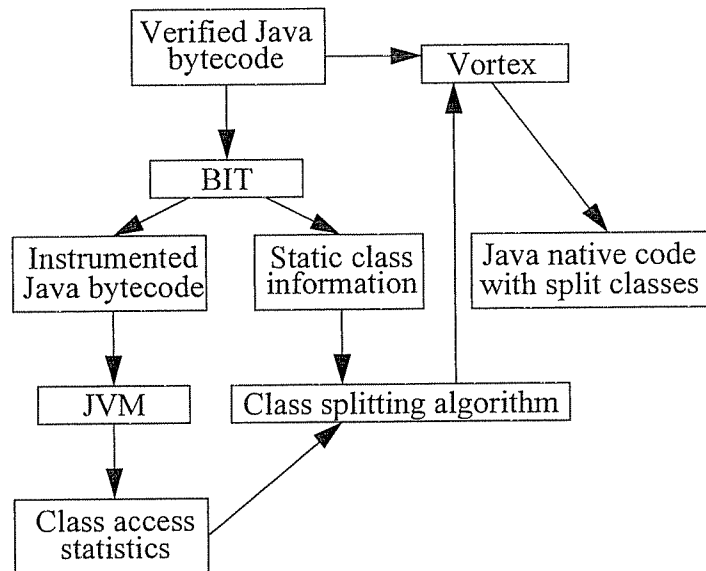 Verified Java
bytecode
Vortex
BIT
Instrumented
Java bytecode
Static class
information
Java native code
with split classes
JVM
Class splitting algorithm
Class access
statistics